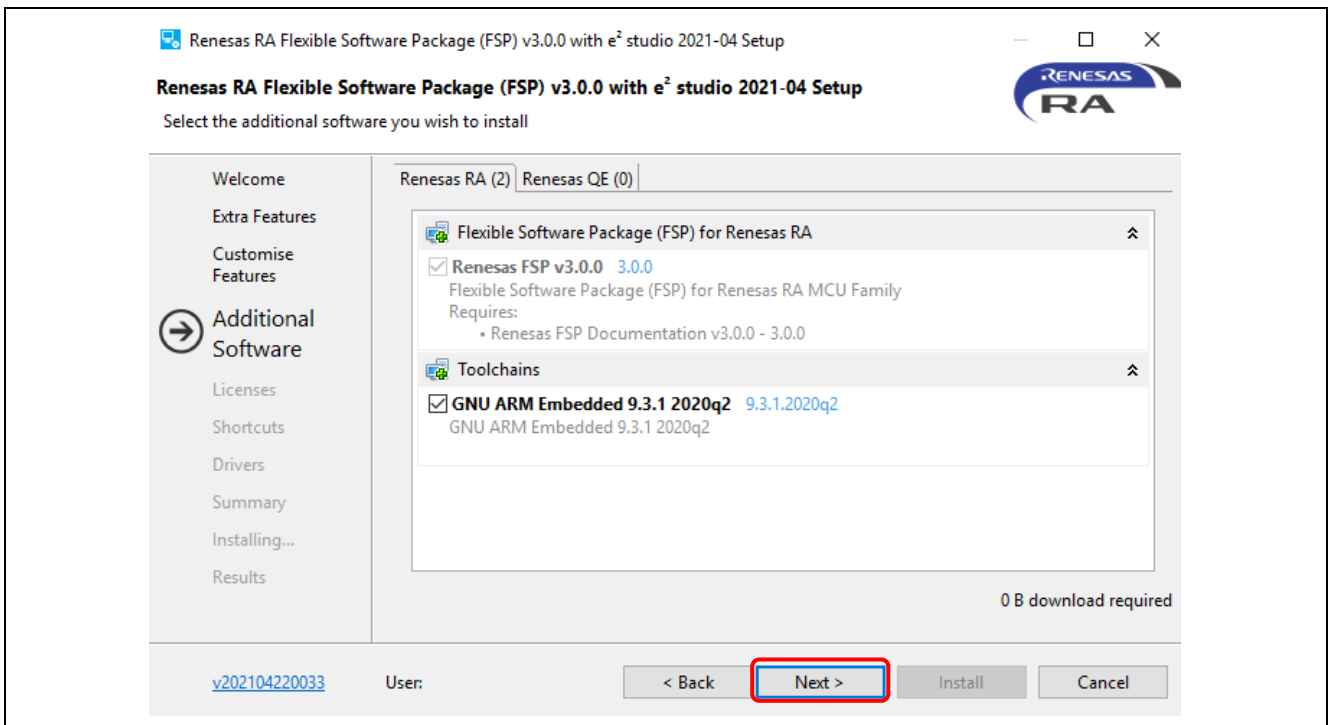 Renesas RA Flexible Software Package (FSP) v3.0.0 with e² studio 2021-04 Setup
Renesas RA Flexible Software Package (FSP) v3.0.0 with e² studio 2021-04 Setup
Select the additional software you wish to install
RENESAS
RA
Welcome
Extra Features
Customise
Features
Additional
Software
Licenses
Shortcuts
Drivers
Summary
Installing...
Results
Renesas RA (2) Renesas QE (0)
Flexible Software Package (FSP) for Renesas RA
Renesas FSP v3.0.0 3.0.0
Flexible Software Package (FSP) for Renesas RA MCU Family
Requires:
• Renesas FSP Documentation v3.0.0 - 3.0.0
Toolchains
GNU ARM Embedded 9.3.1 2020q2 9.3.1.2020q2
GNU ARM Embedded 9.3.1 2020q2
0 B download required
v202104220033 User: < Back Next > Install Cancel